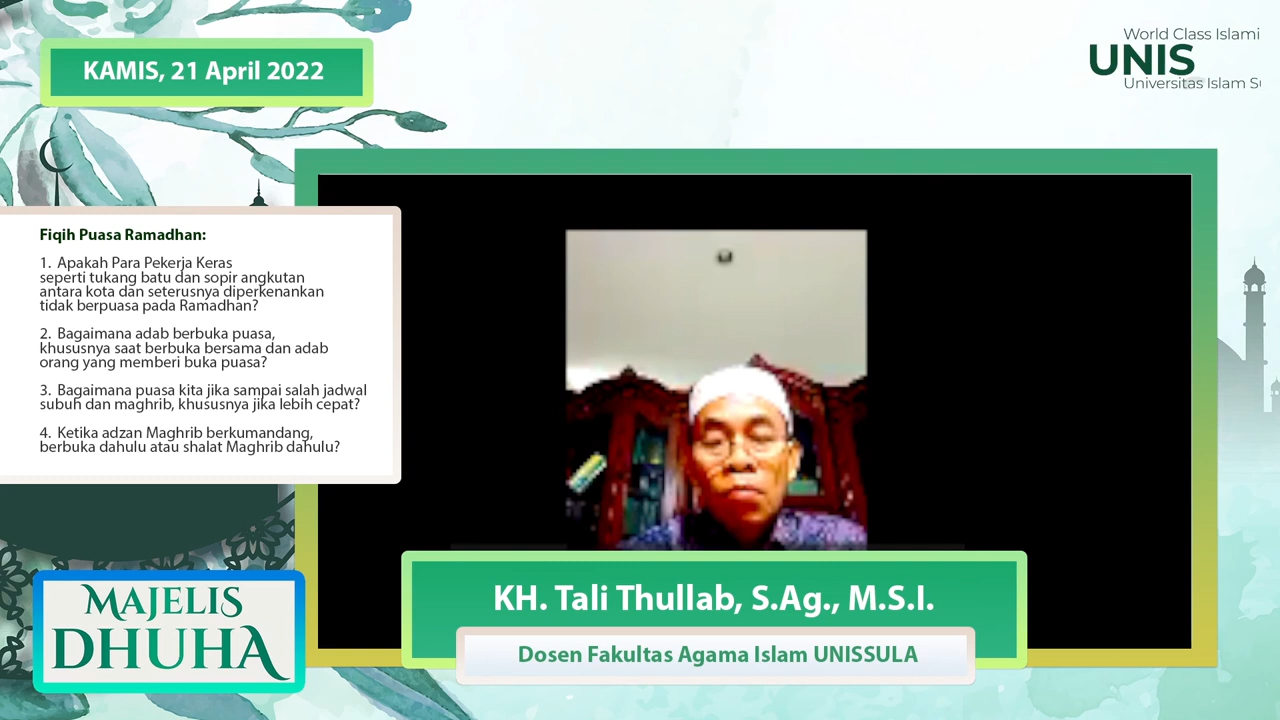 KAMIS, 21 April 2022
World Class Islami
UNIS
Universitas Islam Su
Fiqih Puasa Ramadhan:
1. Apakah Para Pekerja Keras
seperti tukang batu dan sopir angkutan
antara kota dan seterusnya diperkenankan
tidak berpuasa pada Ramadhan?
2. Bagaimana adab berbuka puasa,
khususnya saat berbuka bersama dan adab
orang yang memberi buka puasa?
3. Bagaimana puasa kita jika sampai salah jadwal
subuh dan maghrib, khususnya jika lebih cepat?
4. Ketika adzan Maghrib berkumandang,
berbuka dahulu atau shalat Maghrib dahulu?
MAJELIS
DHUHA
KH. Tali Thullab, S.Ag., M.S.I.
Dosen Fakultas Agama Islam UNISSULA